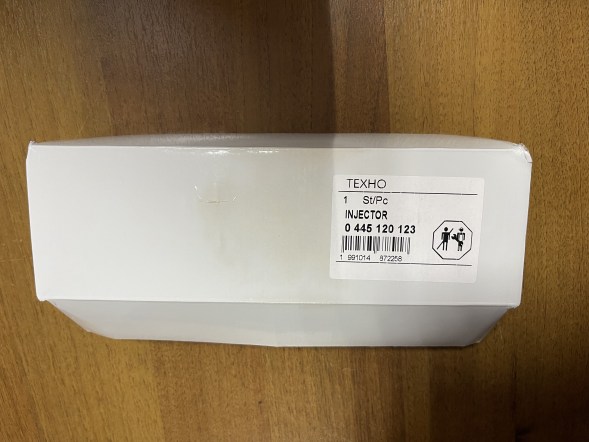 TEXHO
1 St/Pc
INJECTOR
0 445 120 123
1 991014 872258